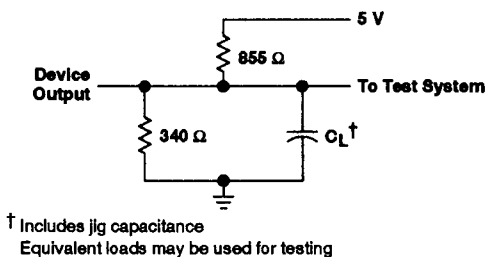 5 V
855 Ω
Device
Output
To Test System
340 Ω
CL†
† Includes jig capacitance
Equivalent loads may be used for testing